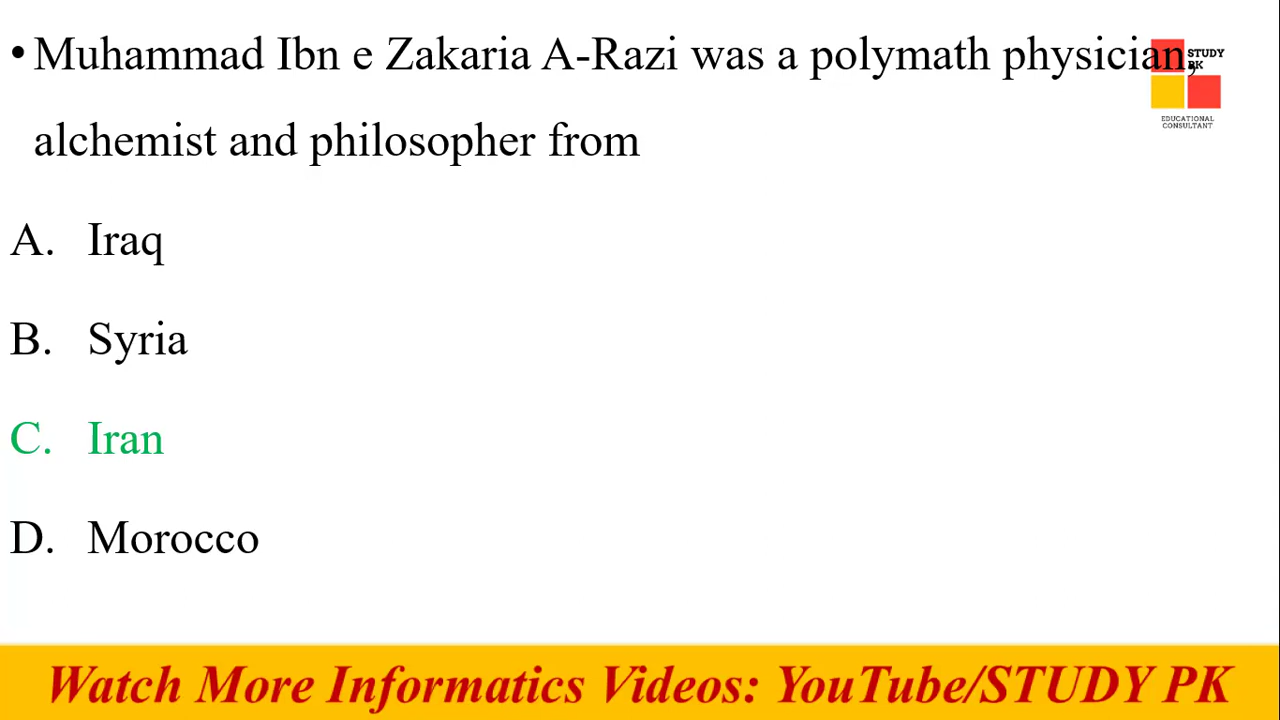 • Muhammad Ibn e Zakaria A-Razi was a polymath physician,
STUDY
PK
alchemist and philosopher from
EDUCATIONAL
CONSULTANT
A. Iraq
B. Syria
C. Iran
D. Morocco
Watch More Informatics Videos: YouTube/STUDY PK